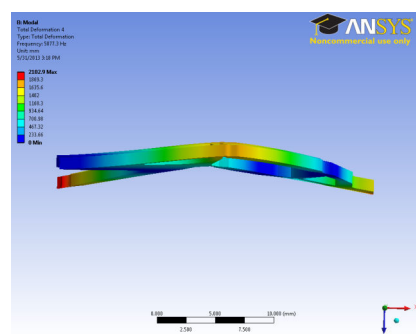 B: Modal
Total Deformation 4
Type: Total Deformation
Frequency: 5877.3 Hz
Unit: mm
5/31/2012 3:18 PM
2102.9 Max
1869.3
1635.6
1402
1168.3
934.64
700.98
467.32
233.66
0 Min
ANSYS
Noncommercial use only
0.000
5.000
10.000 (mm)
2.500
7.500